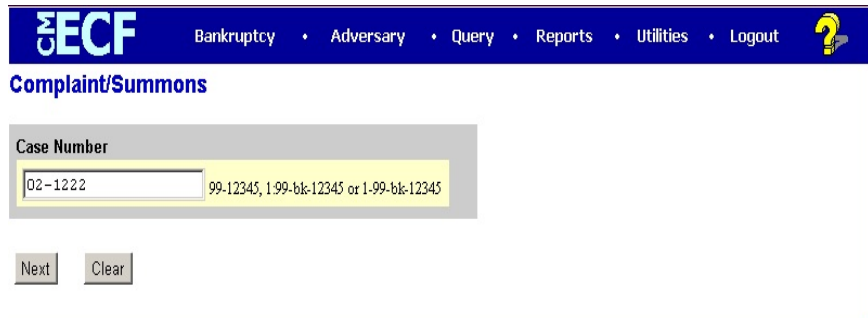 CM ECF Bankruptcy • Adversary • Query • Reports • Utilities • Logout ?
Complaint/Summons
Case Number
02-1222 99-12345, 1:99-bk-12345 or 1-99-bk-12345
Next Clear